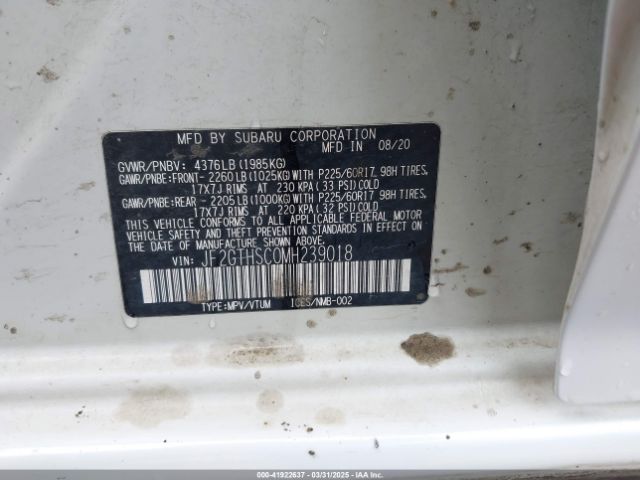 MFD BY SUBARU CORPORATION
MFD IN 08/20
GVWR/PNBV: 4376LB(1985KG)
GAWR/PNBE:FRONT- 2260LB(1025KG)WITH P225/60R17 98H TIRES,
17X7J RIMS AT 230 KPA(33 PSI)COLD
GAWR/PNBE:REAR - 2205LB(1000KG)WITH P225/60R17 98H TIRES,
17X7J RIMS AT 220 KPA(32 PSI)COLD
THIS VEHICLE CONFORMS TO ALL APPLICABLE FEDERAL MOTOR
VEHICLE SAFETY AND THEFT PREVENTION STANDARDS IN EFFECT ON
THE DATE OF MANUFACTURE SHOWN ABOVE.
VIN: JF2GTHSC0MH239018
TYPE:MPV/VTUM ICES/NMB-002
000-41922637 - 03/31/2025 - IAAI Corporate